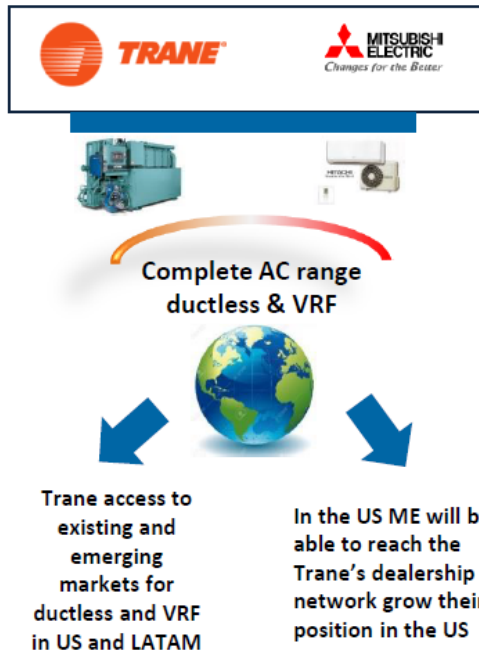 TRANE
MITSUBISHI
ELECTRIC
Changes for the Better
HITACHI
Complete AC range
ductless & VRF
Trane access to
existing and
emerging
markets for
ductless and VRF
in US and LATAM
In the US ME will b
able to reach the
Trane's dealership
network grow their
position in the US